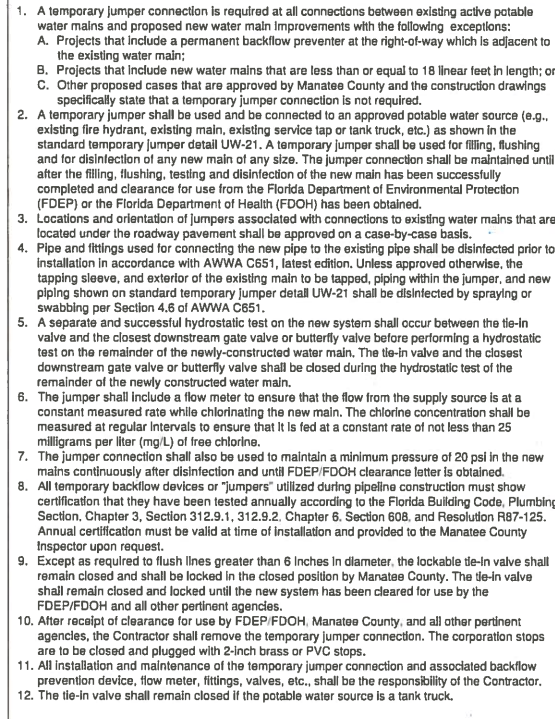 1. A temporary jumper connection is required at all connections between existing active potable
water mains and proposed new water main improvements with the following exceptions:
A. Projects that include a permanent backflow preventer at the right-of-way which is adjacent to
the existing water main;
B. Projects that include new water mains that are less than or equal to 18 linear feet in length; or
C. Other proposed cases that are approved by Manatee County and the construction drawings
specifically state that a temporary jumper connection is not required.
2. A temporary jumper shall be used and be connected to an approved potable water source (e.g.,
existing fire hydrant, existing main, existing service tap or tank truck, etc.) as shown in the
standard temporary jumper detail UW-21. A temporary jumper shall be used for filling, flushing
and for disinfection of any new main of any size. The jumper connection shall be maintained until
after the filling, flushing, testing and disinfection of the new main has been successfully
completed and clearance for use from the Florida Department of Environmental Protection
(FDEP) or the Florida Department of Health (FDOH) has been obtained.
3. Locations and orientation of jumpers associated with connections to existing water mains that are
located under the roadway pavement shall be approved on a case-by-case basis.
4. Pipe and fittings used for connecting the new pipe to the existing pipe shall be disinfected prior to
installation in accordance with AWWA C651, latest edition. Unless approved otherwise, the
tapping sleeve, and exterior of the existing main to be tapped, piping within the jumper, and new
piping shown on standard temporary jumper detail UW-21 shall be disinfected by spraying or
swabbing per Section 4.6 of AWWA C651.
5. A separate and successful hydrostatic test on the new system shall occur between the tie-in
valve and the closest downstream gate valve or butterfly valve before performing a hydrostatic
test on the remainder of the newly-constructed water main. The tie-in valve and the closest
downstream gate valve or butterfly valve shall be closed during the hydrostatic test of the
remainder of the newly constructed water main.
6. The jumper shall include a flow meter to ensure that the flow from the supply source is at a
constant measured rate while chlorinating the new main. The chlorine concentration shall be
measured at regular intervals to ensure that it is fed at a constant rate of not less than 25
milligrams per liter (mg/L) of free chlorine.
7. The jumper connection shall also be used to maintain a minimum pressure of 20 psi in the new
mains continuously after disinfection and until FDEP/FDOH clearance letter is obtained.
8. All temporary backflow devices or "jumpers" utilized during pipeline construction must show
certification that they have been tested annually according to the Florida Building Code, Plumbing
Section, Chapter 3, Section 312.9.1, 312.9.2, Chapter 6, Section 608, and Resolution R87-125.
Annual certification must be valid at time of installation and provided to the Manatee County
Inspector upon request.
9. Except as required to flush lines greater than 6 inches in diameter, the lockable tie-in valve shall
remain closed and shall be locked in the closed position by Manatee County. The tie-in valve
shall remain closed and locked until the new system has been cleared for use by the
FDEP/FDOH and all other pertinent agencies.
10. After receipt of clearance for use by FDEP/FDOH, Manatee County, and all other pertinent
agencies, the Contractor shall remove the temporary jumper connection. The corporation stops
are to be closed and plugged with 2-inch brass or PVC stops.
11. All installation and maintenance of the temporary jumper connection and associated backflow
prevention device, flow meter, fittings, valves, etc., shall be the responsibility of the Contractor.
12. The tie-in valve shall remain closed if the potable water source is a tank truck.